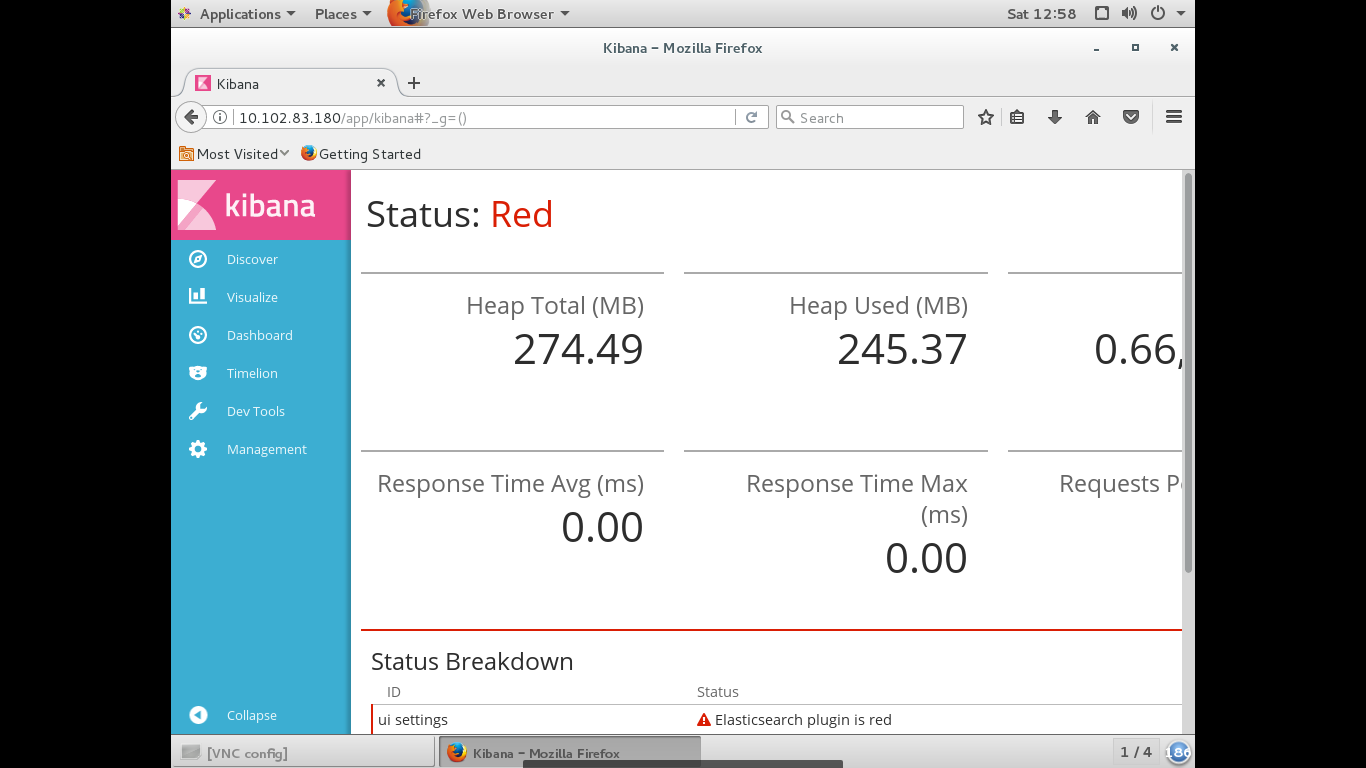 Applications Places Firefox Web Browser Sat 12:58
Kibana - Mozilla Firefox
Kibana
10.102.83.180/app/kibana#?_g=() Search
Most Visited Getting Started
kibana
Discover
Visualize
Dashboard
Timelion
Dev Tools
Management
Collapse
Status: Red
Heap Total (MB)
274.49
Heap Used (MB)
245.37
0.66,
Response Time Avg (ms)
0.00
Response Time Max
(ms)
0.00
Requests
Status Breakdown
ID Status
ui settings Elasticsearch plugin is red
[VNC config] Kibana - Mozilla Firefox 1 / 4